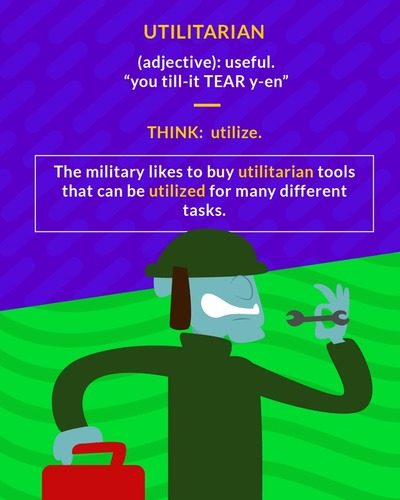 UTILITARIAN
(adjective): useful.
“you till-it TEAR y-en”
THINK: utilize.
The military likes to buy utilitarian tools
that can be utilized for many different
tasks.